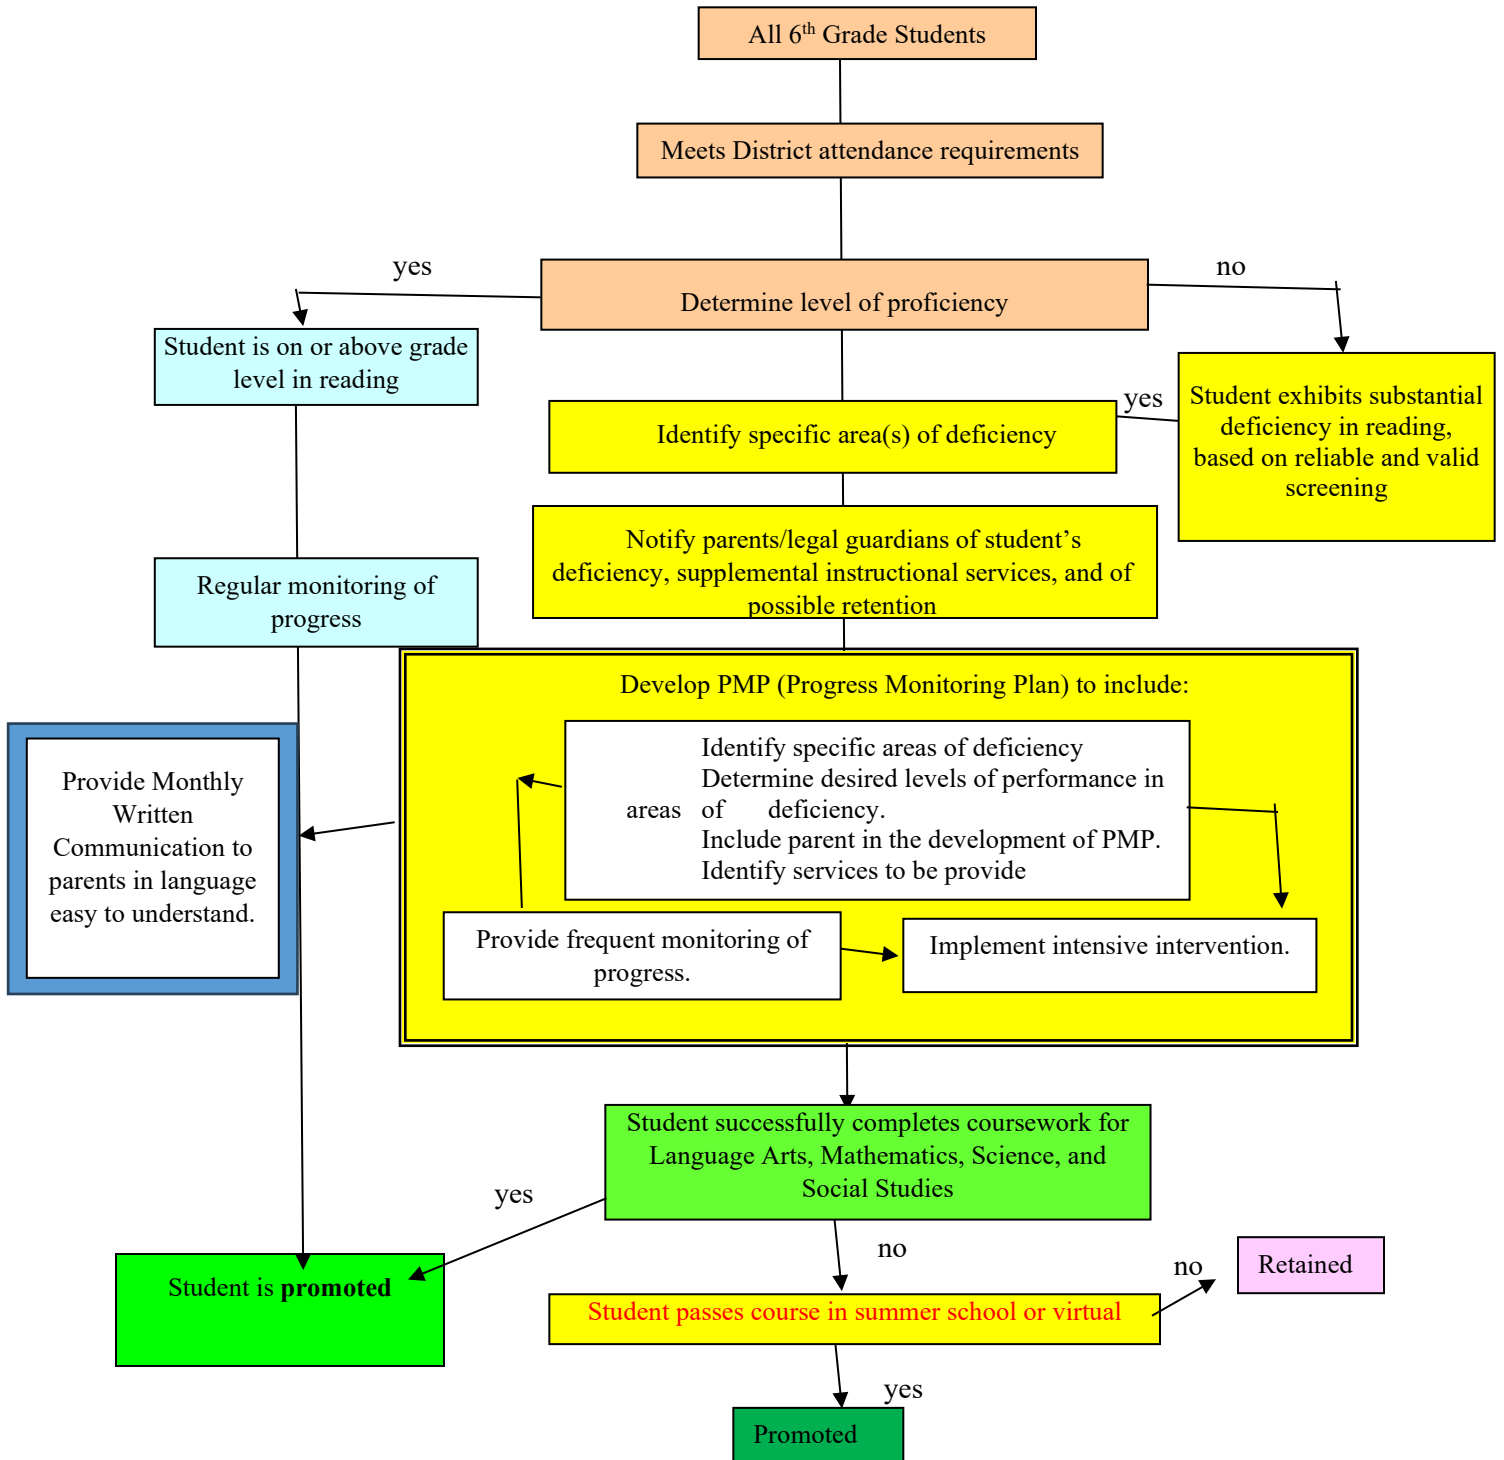 All 6th Grade Students
Meets District attendance requirements
yes
no
Determine level of proficiency
Student is on or above grade
level in reading
yes
Student exhibits substantial
deficiency in reading,
based on reliable and valid
screening
Identify specific area(s) of deficiency
Notify parents/legal guardians of student’s
deficiency, supplemental instructional services, and of
possible retention
Regular monitoring of
progress
Develop PMP (Progress Monitoring Plan) to include:
Identify specific areas of deficiency
Determine desired levels of performance in
areas of deficiency.
Include parent in the development of PMP.
Identify services to be provide
Provide Monthly
Written
Communication to
parents in language
easy to understand.
Provide frequent monitoring of
progress.
Implement intensive intervention.
Student successfully completes coursework for
Language Arts, Mathematics, Science, and
Social Studies
yes
no
no
Retained
Student is promoted
Student passes course in summer school or virtual
yes
Promoted